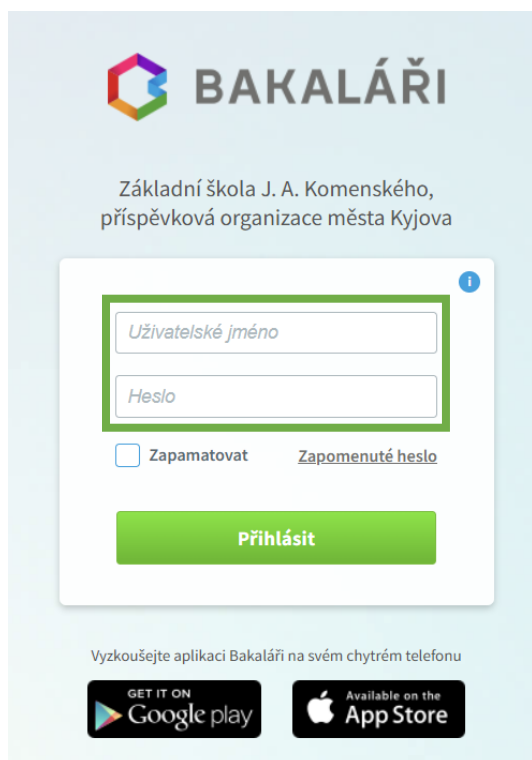 BAKALÁŘI
Základní škola J. A. Komenského,
příspěvková organizace města Kyjova
i
Uživatelské jméno
Heslo
Zapamatovat Zapomenuté heslo
Přihlásit
Vyzkoušejte aplikaci Bakaláři na svém chytrém telefonu
GET IT ON
Google play
Available on the
App Store